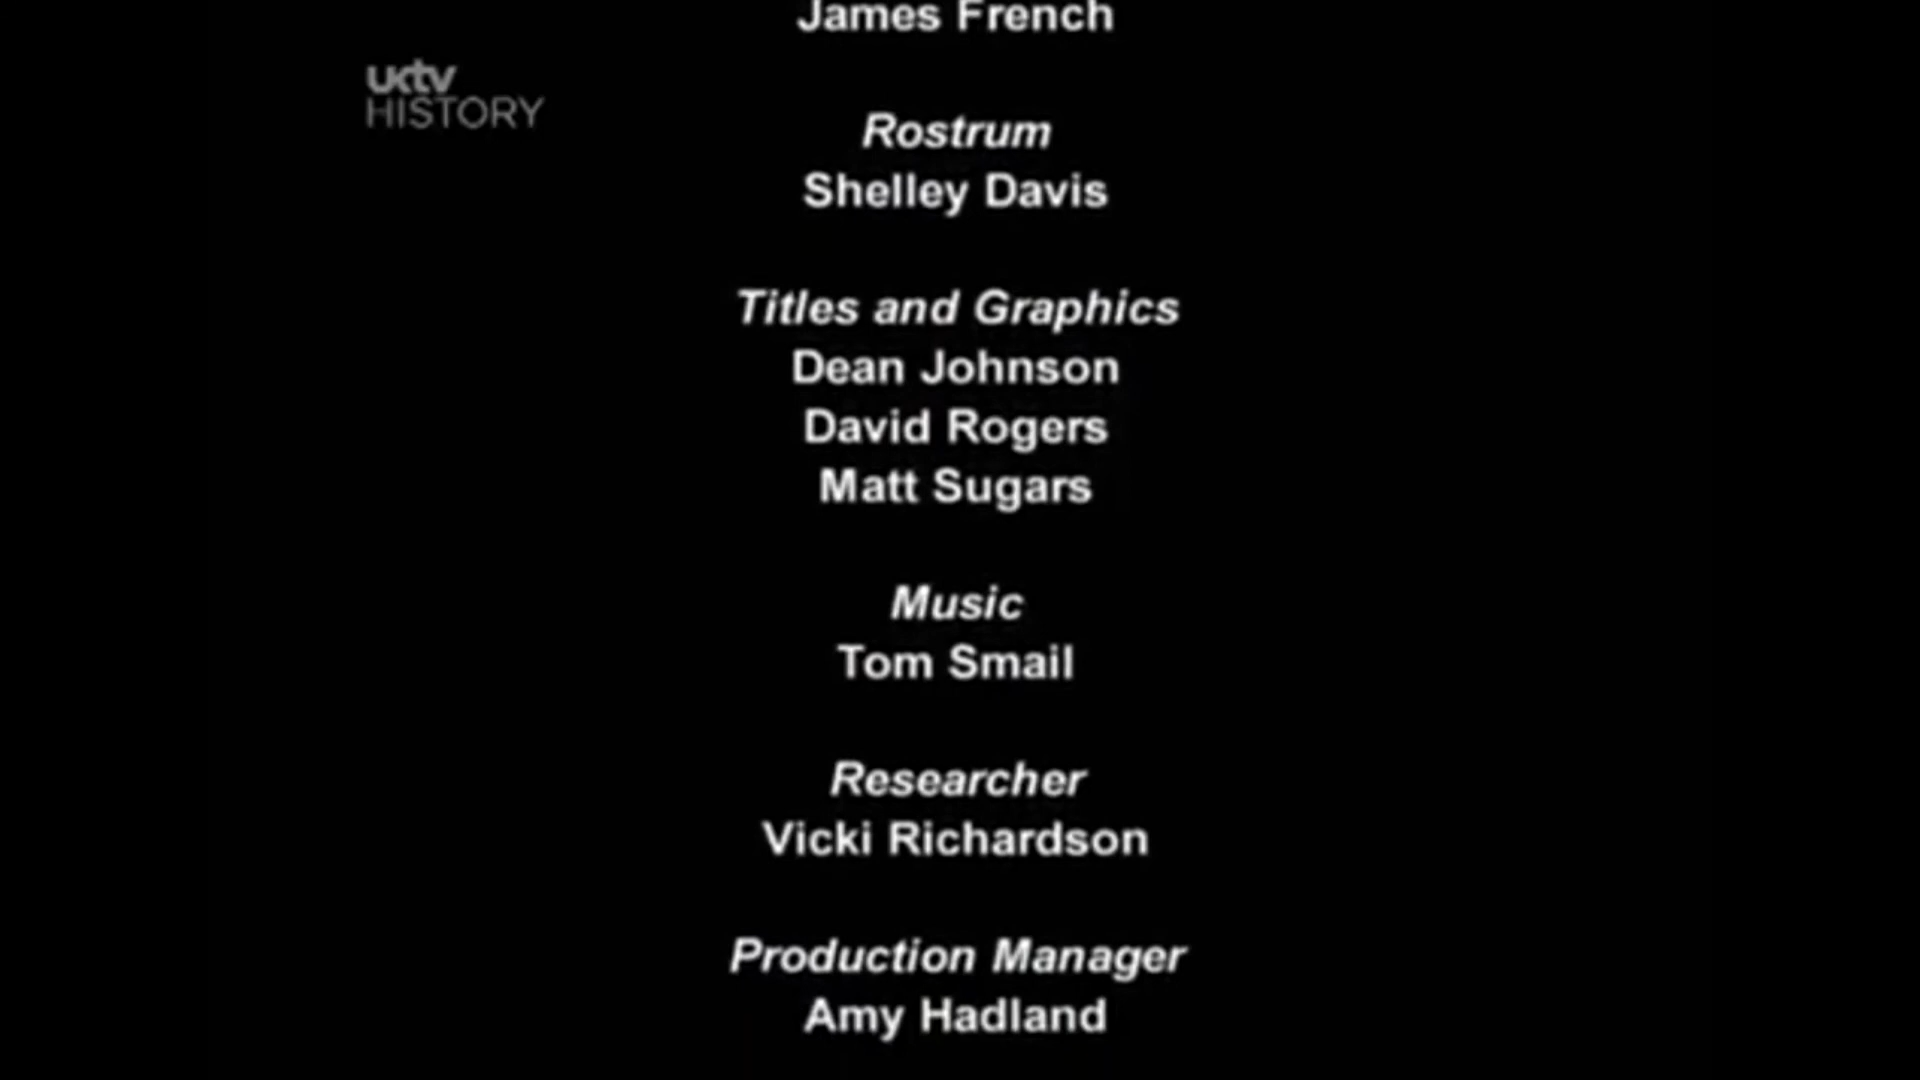 James French
uktv
HISTORY
Rostrum
Shelley Davis
Titles and Graphics
Dean Johnson
David Rogers
Matt Sugars
Music
Tom Smail
Researcher
Vicki Richardson
Production Manager
Amy Hadland